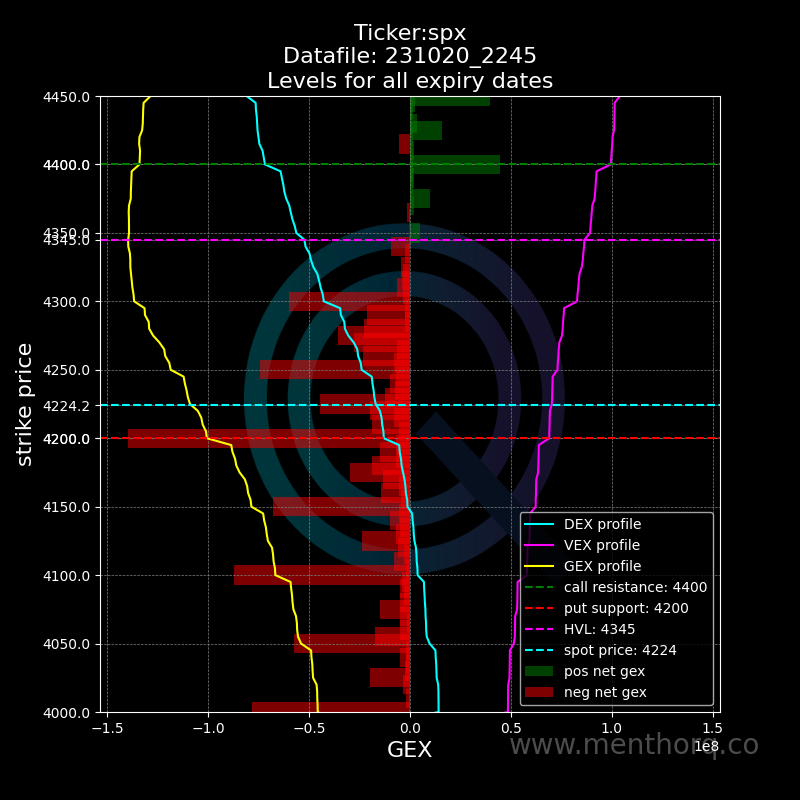 Ticker:spx
Datafile: 231020_2245
Levels for all expiry dates
strike price
4450.0
4400.0
4350.0
4345.0
4300.0
4250.0
4224.2
4200.0
4150.0
4100.0
4050.0
4000.0
DEX profile
VEX profile
GEX profile
call resistance: 4400
put support: 4200
HVL: 4345
spot price: 4224
pos net gex
neg net gex
−1.5 −1.0 −0.5 0.0 0.5 1.0 1.5
1e8
GEX
www.menthorq.co